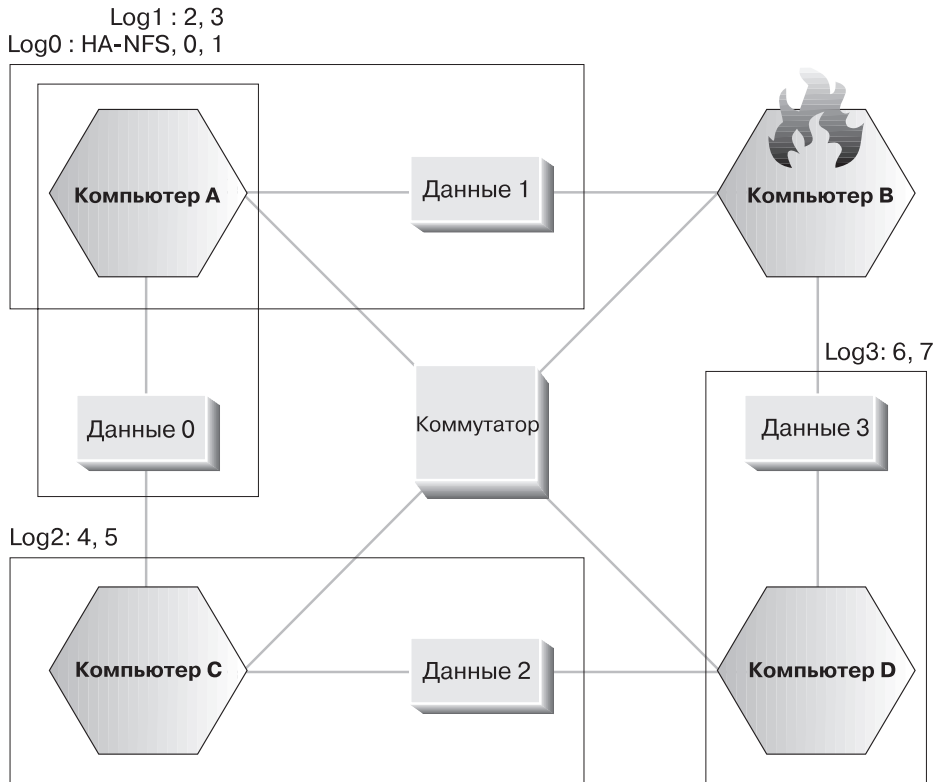 Log1 : 2, 3
Log0 : HA-NFS, 0, 1
Компьютер A
Данные 1
Компьютер B
Log3: 6, 7
Данные 0
Коммутатор
Данные 3
Log2: 4, 5
Компьютер C
Данные 2
Компьютер D